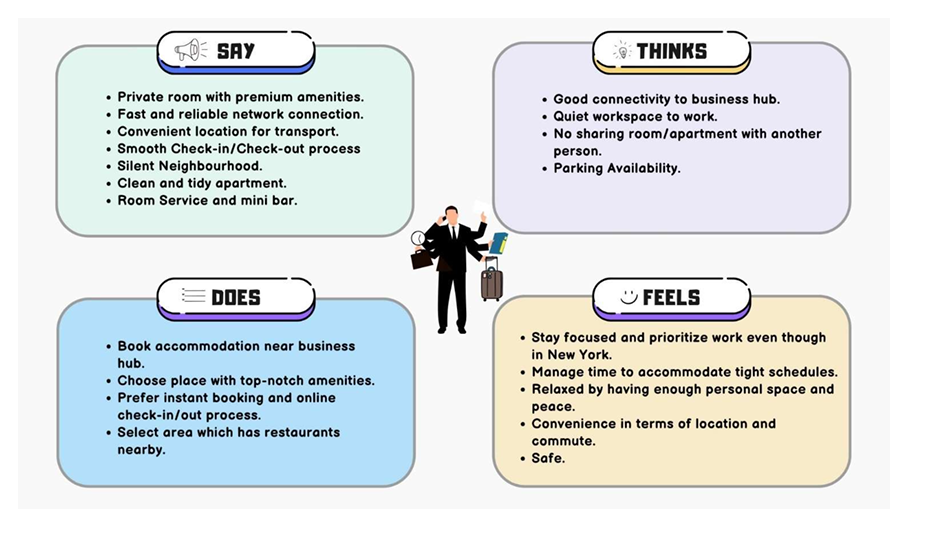 SAY
• Private room with premium amenities.
• Fast and reliable network connection.
• Convenient location for transport.
• Smooth Check-in/Check-out process
• Silent Neighbourhood.
• Clean and tidy apartment.
• Room Service and mini bar.
THINKS
• Good connectivity to business hub.
• Quiet workspace to work.
• No sharing room/apartment with another
person.
• Parking Availability.
DOES
• Book accommodation near business
hub.
• Choose place with top-notch amenities.
• Prefer instant booking and online
check-in/out process.
• Select area which has restaurants
nearby.
FEELS
• Stay focused and prioritize work even though
in New York.
• Manage time to accommodate tight schedules.
• Relaxed by having enough personal space and
peace.
• Convenience in terms of location and
commute.
• Safe.